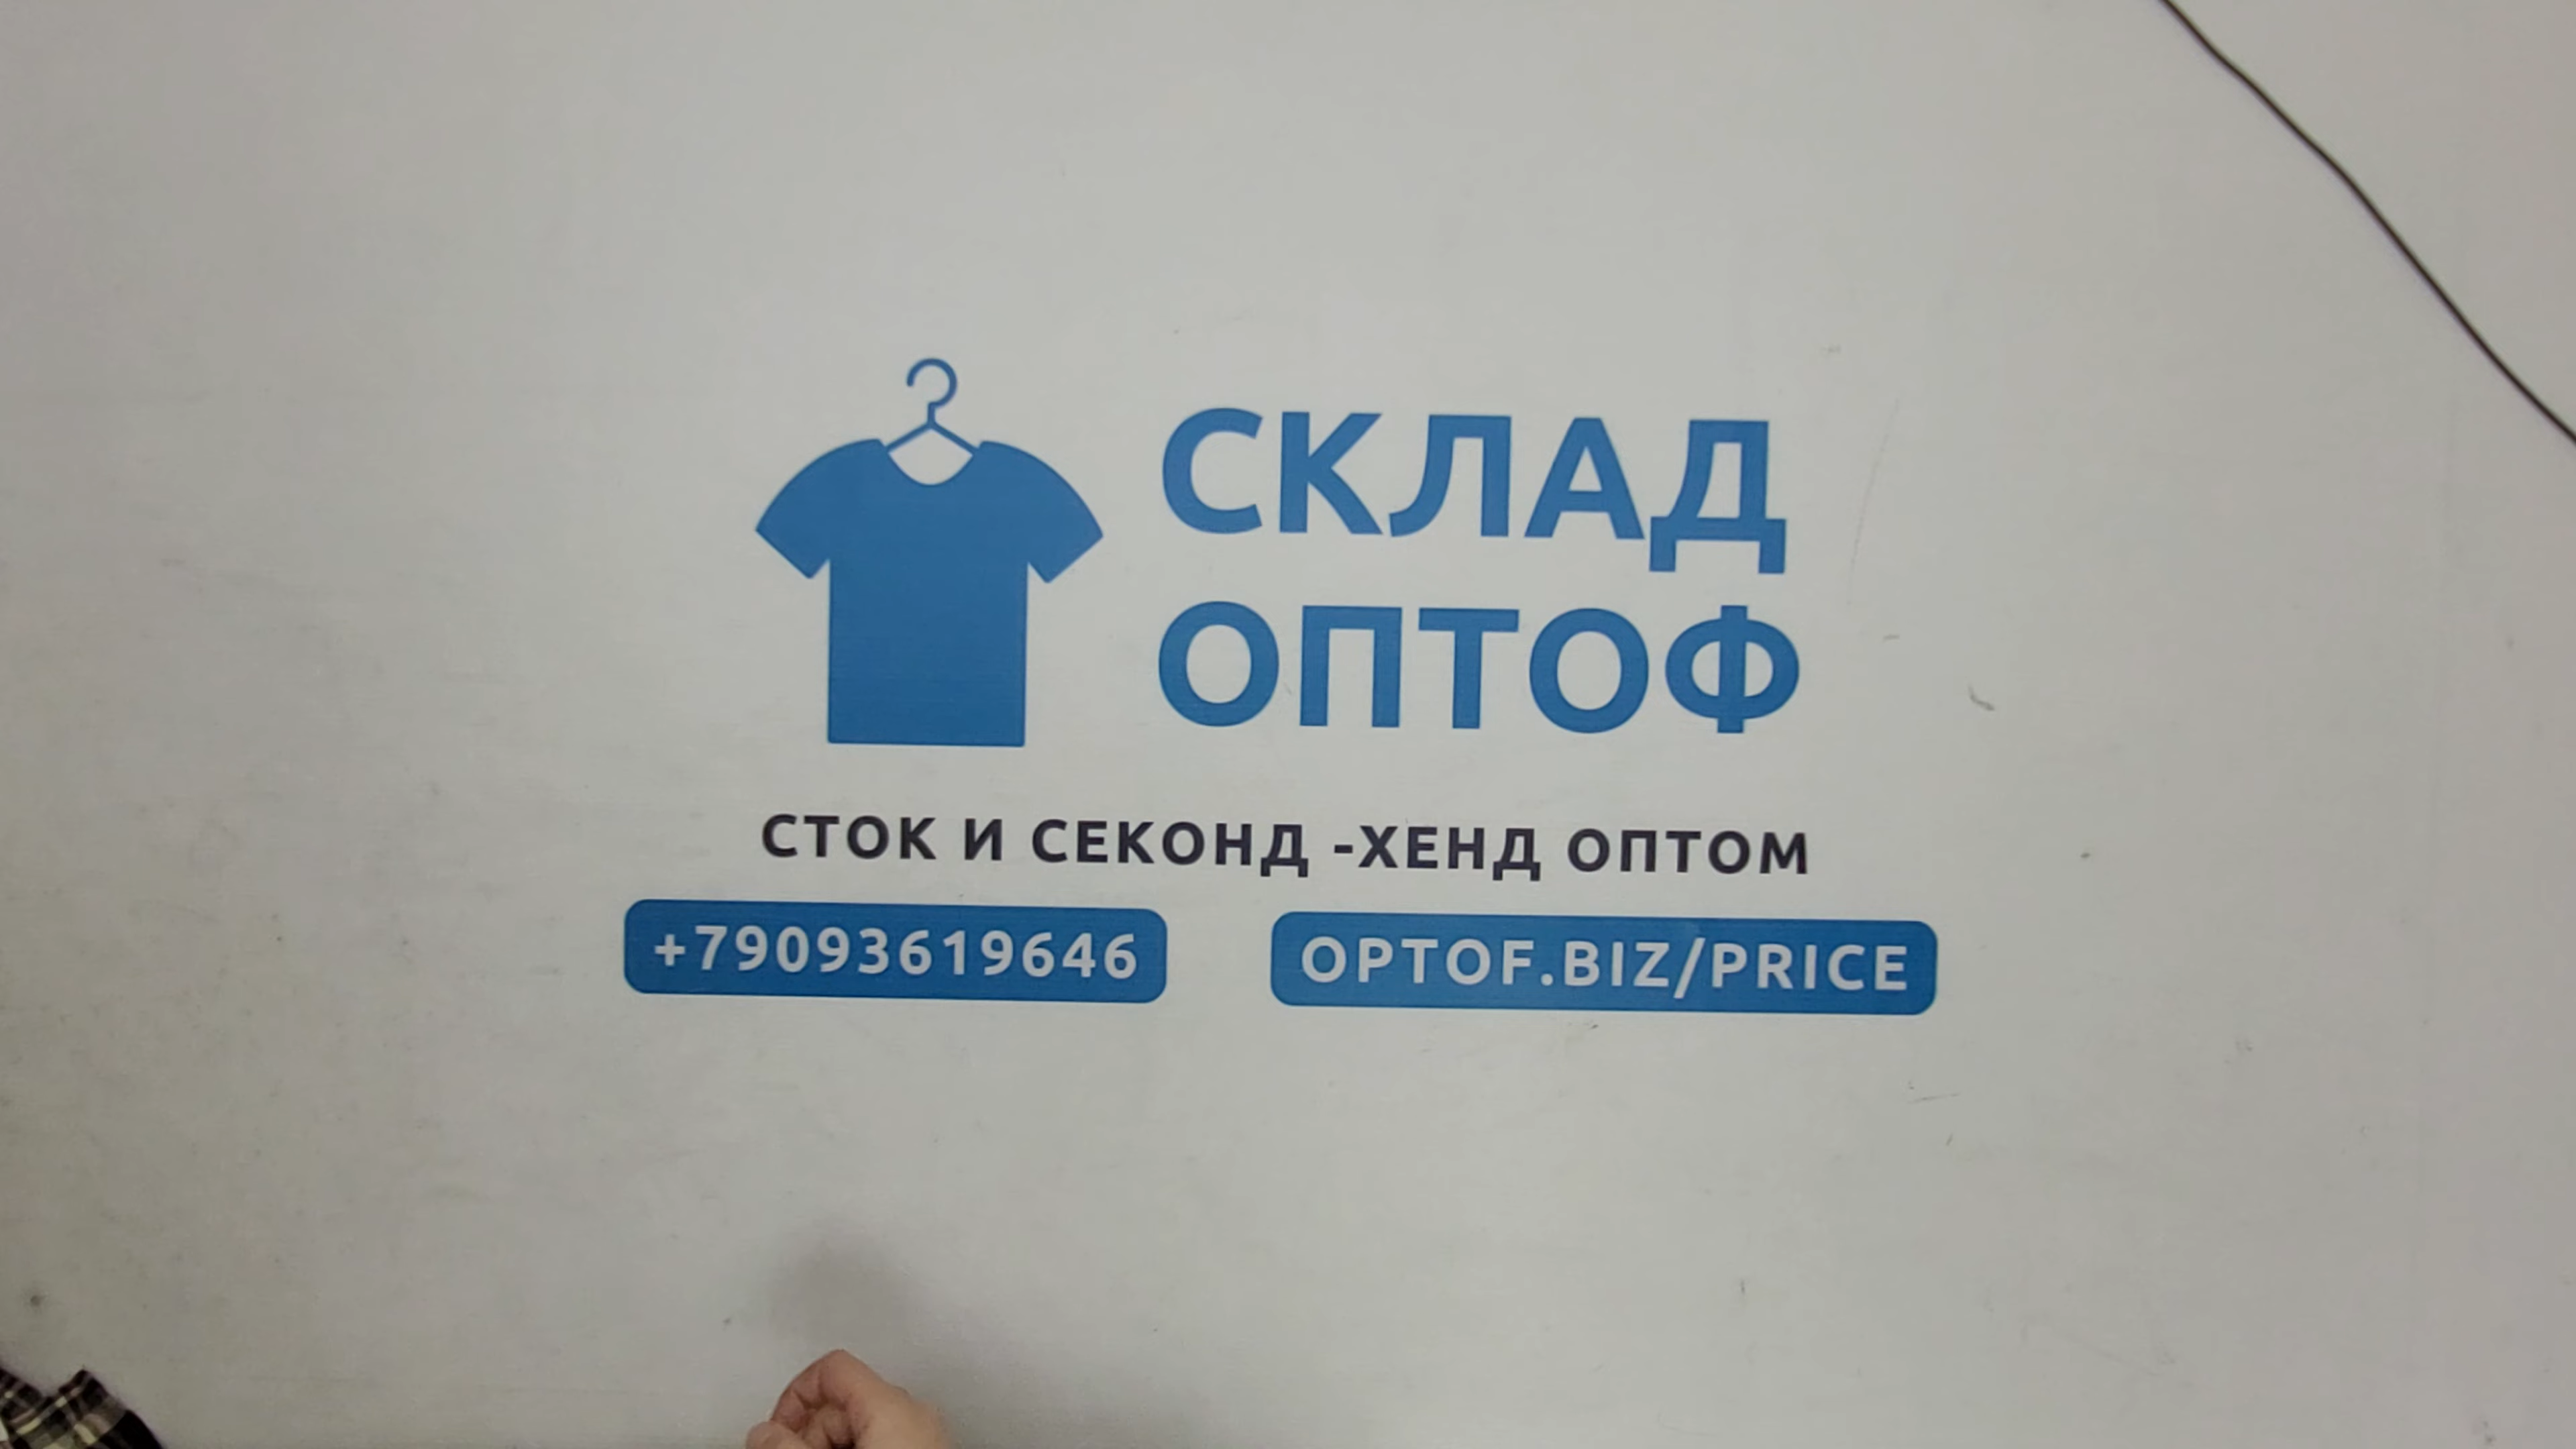 СКЛАД
ОПТОФ
СТОК И СЕКОНД -ХЕНД ОПТОМ
+79093619646
OPTOF.BIZ/PRICE